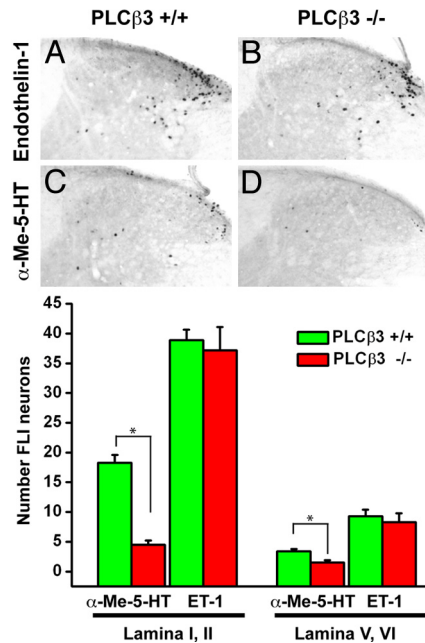 PLCβ3 +/+ PLCβ3 -/-
Endothelin-1
A B
α-Me-5-HT
C D
Number FLI neurons
45
40
35
30
25
20
15
10
5
0
PLCβ3 +/+
PLCβ3 -/-
* *
α-Me-5-HT ET-1 α-Me-5-HT ET-1
Lamina I, II Lamina V, VI